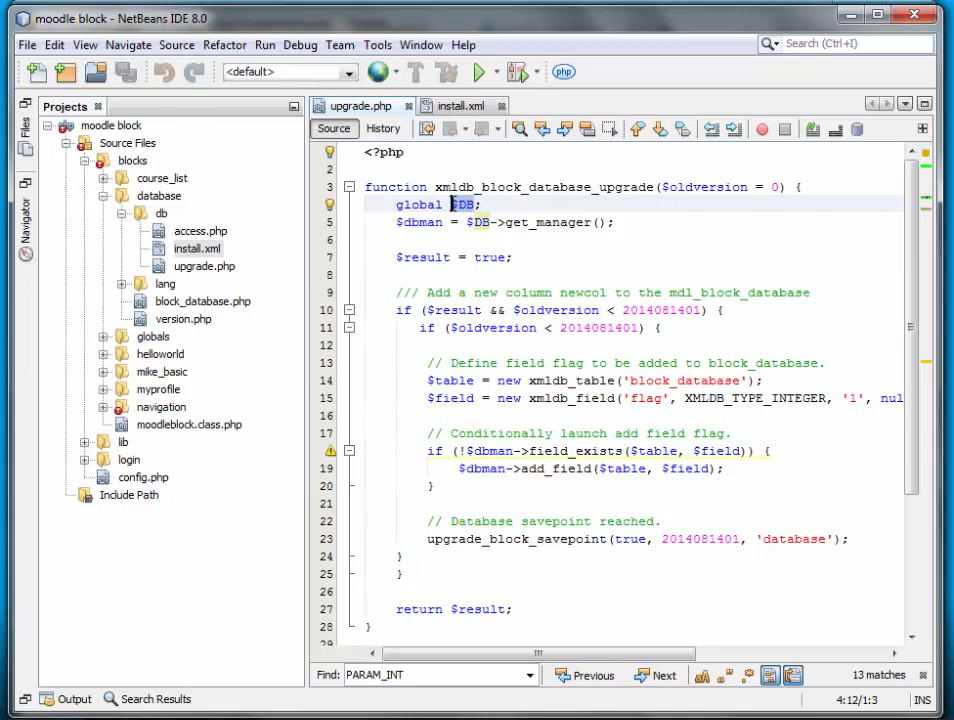 moodle block - NetBeans IDE 8.0
File Edit View Navigate Source Refactor Run Debug Team Tools Window Help
Search (Ctrl+I)
<default>
php
Projects
upgrade.php
install.xml
Files
Navigator
Source History
moodle block
Source Files
blocks
course_list
database
db
access.php
install.xml
upgrade.php
lang
block_database.php
version.php
globals
helloworld
mike_basic
myprofile
navigation
moodleblock.class.php
lib
login
config.php
Include Path
<?php
2
3 function xmldb_block_database_upgrade($oldversion = 0) {
global $DB;
5 $dbman = $DB->get_manager();
6
7 $result = true;
8
9 /// Add a new column newcol to the mdl_block_database
10 if ($result && $oldversion < 2014081401) {
11 if ($oldversion < 2014081401) {
12
13 // Define field flag to be added to block_database.
14 $table = new xmldb_table('block_database');
15 $field = new xmldb_field('flag', XMLDB_TYPE_INTEGER, '1', nul
16
17 // Conditionally launch add field flag.
if (!$dbman->field_exists($table, $field)) {
19 $dbman->add_field($table, $field);
20 }
21
22 // Database savepoint reached.
23 upgrade_block_savepoint(true, 2014081401, 'database');
24 }
25 }
26
27 return $result;
28 }
29
Find: PARAM_INT Previous Next 13 matches
Output Search Results
4:12/1:3 INS